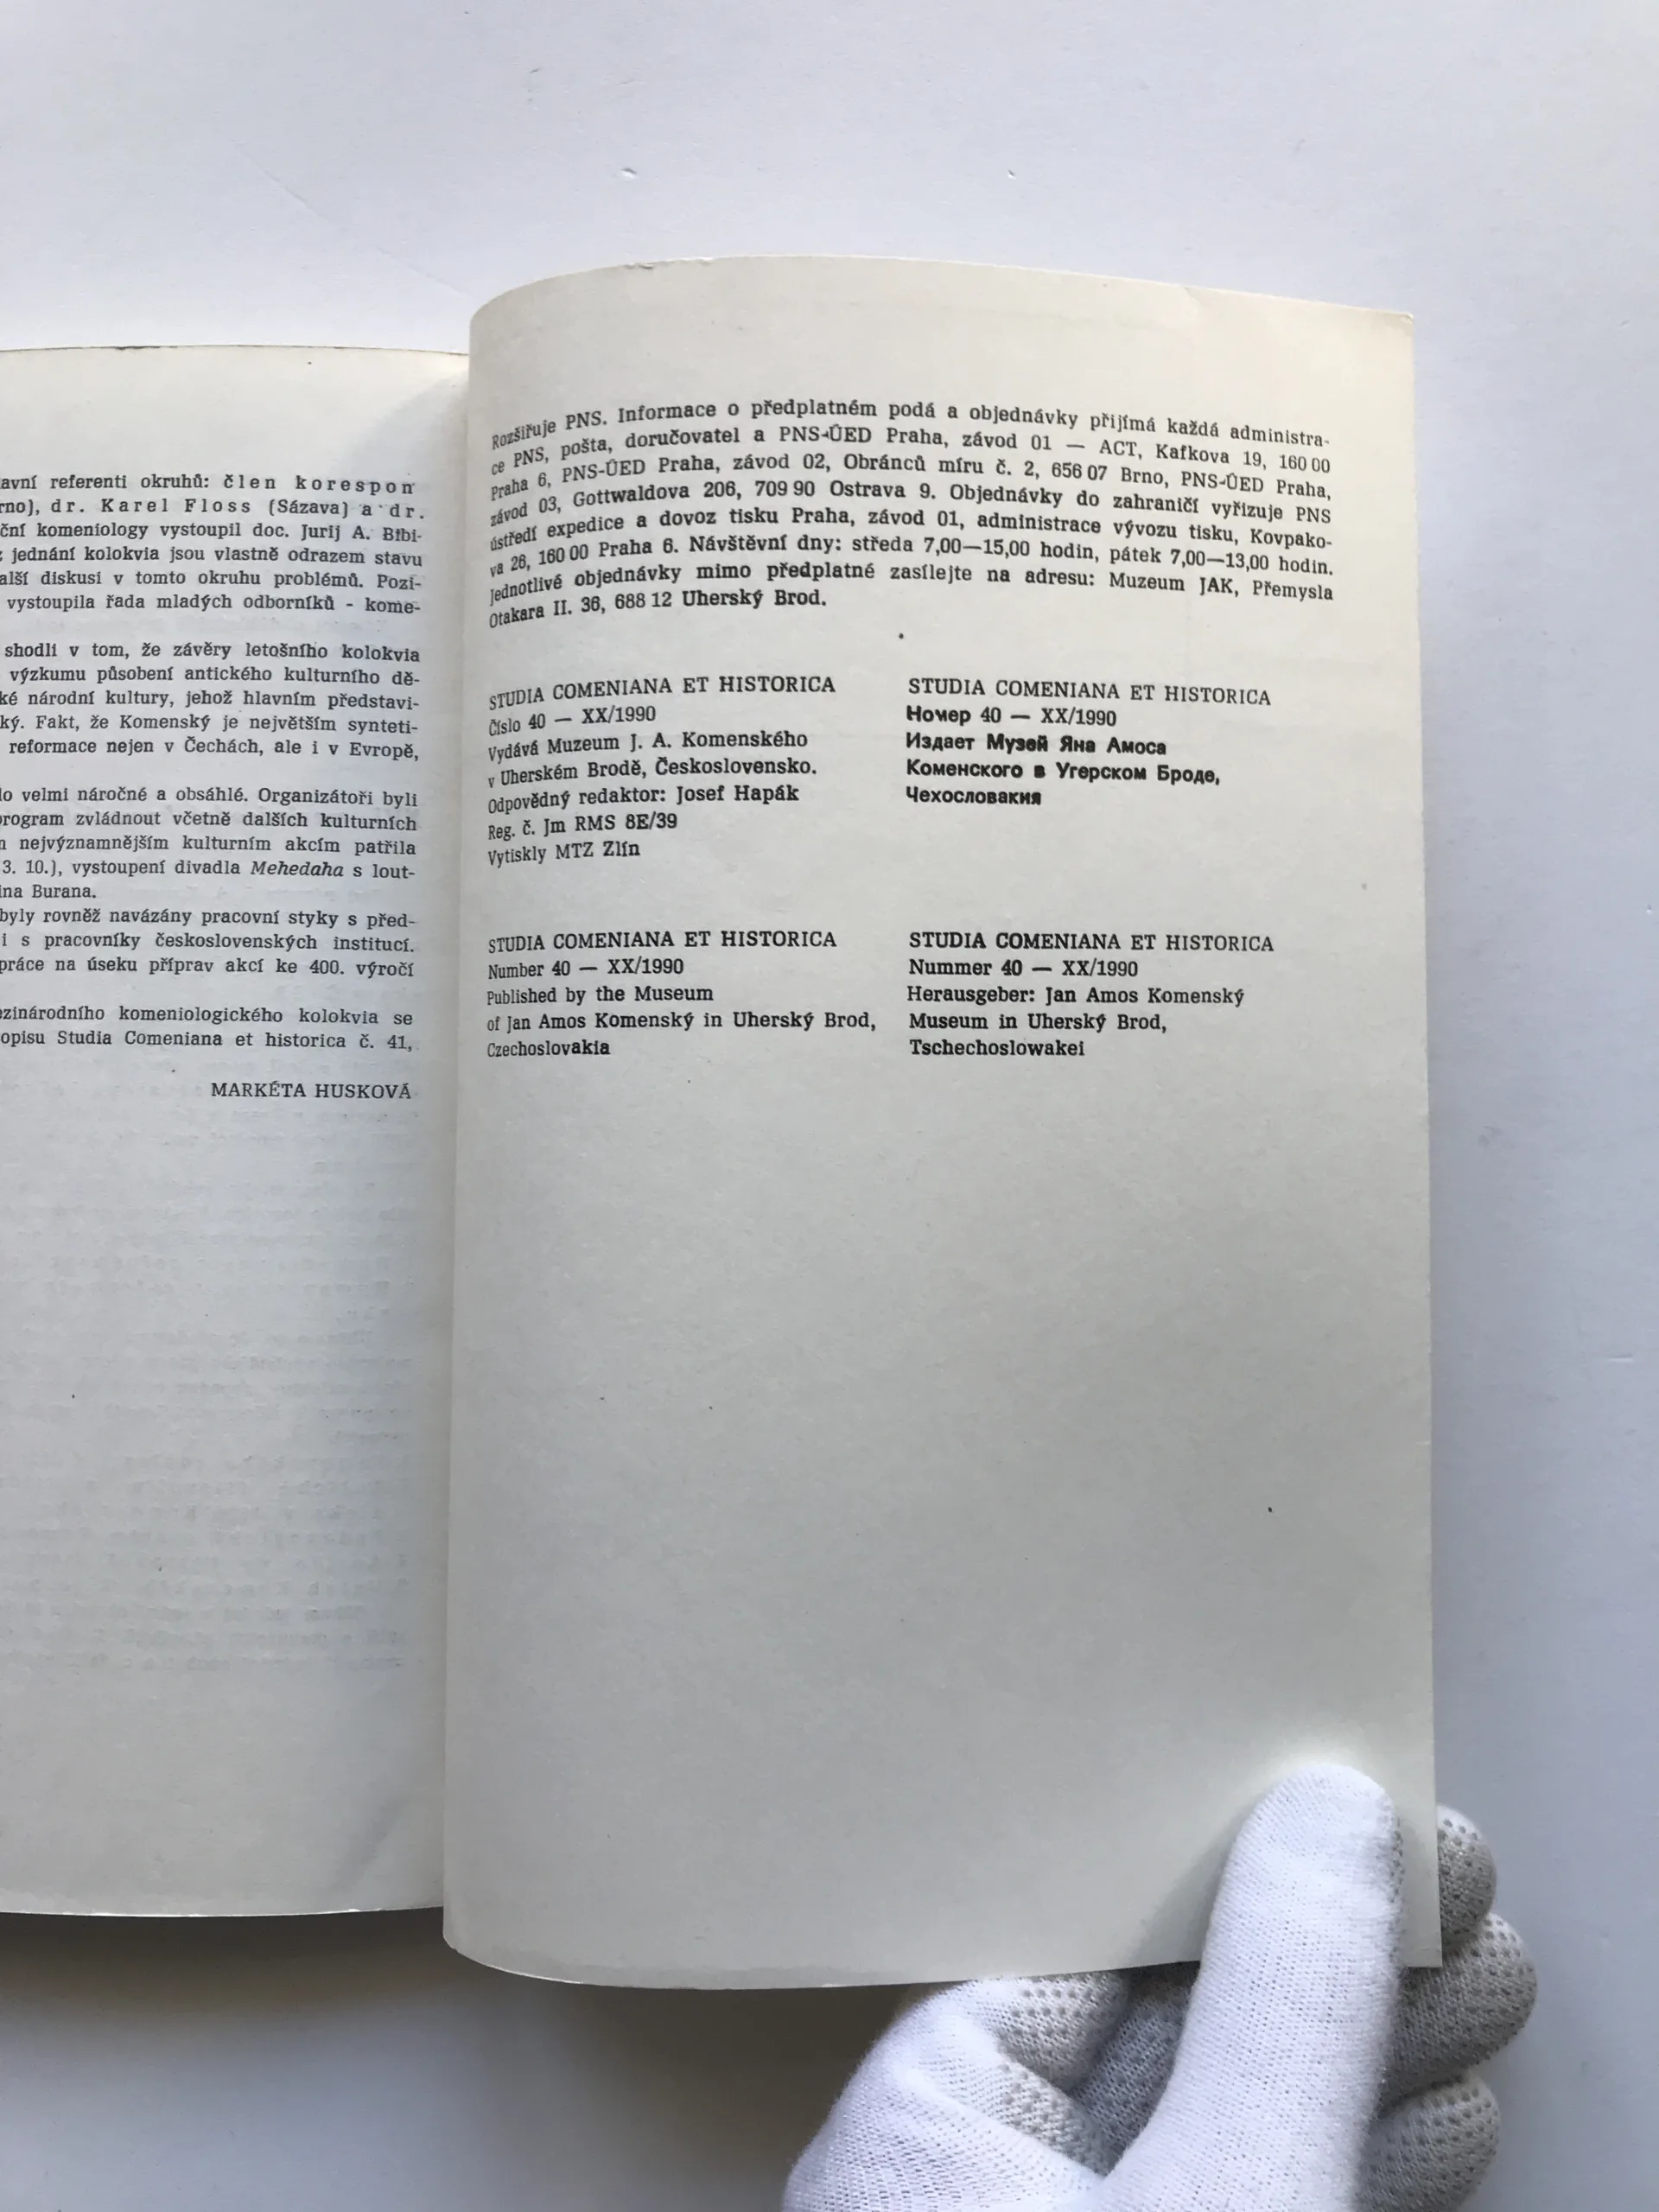 avní referenti okruhů: člen korespon
rno), dr. Karel Floss (Sázava) a dr.
ční komeniology vystoupil doc. Jurij A. Bibi-
z jednání kolokvia jsou vlastně odrazem stavu
alší diskusi v tomto okruhu problémů. Pozi-
vystoupila řada mladých odborníků - kome-
shodli v tom, že závěry letošního kolokvia
výzkumu působení antického kulturního dě-
ké národní kultury, jehož hlavním představi-
ký. Fakt, že Komenský je největším synteti-
reformace nejen v Čechách, ale i v Evropě,
lo velmi náročné a obsáhlé. Organizátoři byli
program zvládnout včetně dalších kulturních
n nejvýznamnějším kulturním akcím patřila
3. 10.), vystoupení divadla Mehedaha s lout-
ina Burana.
byly rovněž navázány pracovní styky s před-
i s pracovníky československých institucí.
práce na úseku příprav akcí ke 400. výročí
ezinárodního komeniologického kolokvia se
opisu Studia Comeniana et historica č. 41,
MARKÉTA HUSKOVÁ
Rozšiřuje PNS. Informace o předplatném podá a objednávky přijímá každá administra-
ce PNS, pošta, doručovatel a PNS-ÚED Praha, závod 01 — ACT, Kafkova 19, 160 00
Praha 6, PNS-ÚED Praha, závod 02, Obránců míru č. 2, 656 07 Brno, PNS-ÚED Praha,
závod 03, Gottwaldova 206, 709 90 Ostrava 9. Objednávky do zahraničí vyřizuje PNS
ústředí expedice a dovoz tisku Praha, závod 01, administrace vývozu tisku, Kovpako-
va 26, 160 00 Praha 6. Návštěvní dny: středa 7,00—15,00 hodin, pátek 7,00—13,00 hodin.
Jednotlivé objednávky mimo předplatné zasílejte na adresu: Muzeum JAK, Přemysla
Otakara II. 36, 688 12 Uherský Brod.
STUDIA COMENIANA ET HISTORICA
Číslo 40 — XX/1990
Vydává Muzeum J. A. Komenského
v Uherském Brodě, Československo.
Odpovědný redaktor: Josef Hapák
Reg. č. Jm RMS 8E/39
Vytiskly MTZ Zlín
STUDIA COMENIANA ET HISTORICA
Номер 40 — XX/1990
Издает Музей Яна Амоса
Коменского в Угерском Броде,
Чехословакия
STUDIA COMENIANA ET HISTORICA
Number 40 — XX/1990
Published by the Museum
of Jan Amos Komenský in Uherský Brod,
Czechoslovakia
STUDIA COMENIANA ET HISTORICA
Nummer 40 — XX/1990
Herausgeber: Jan Amos Komenský
Museum in Uherský Brod,
Tschechoslowakei